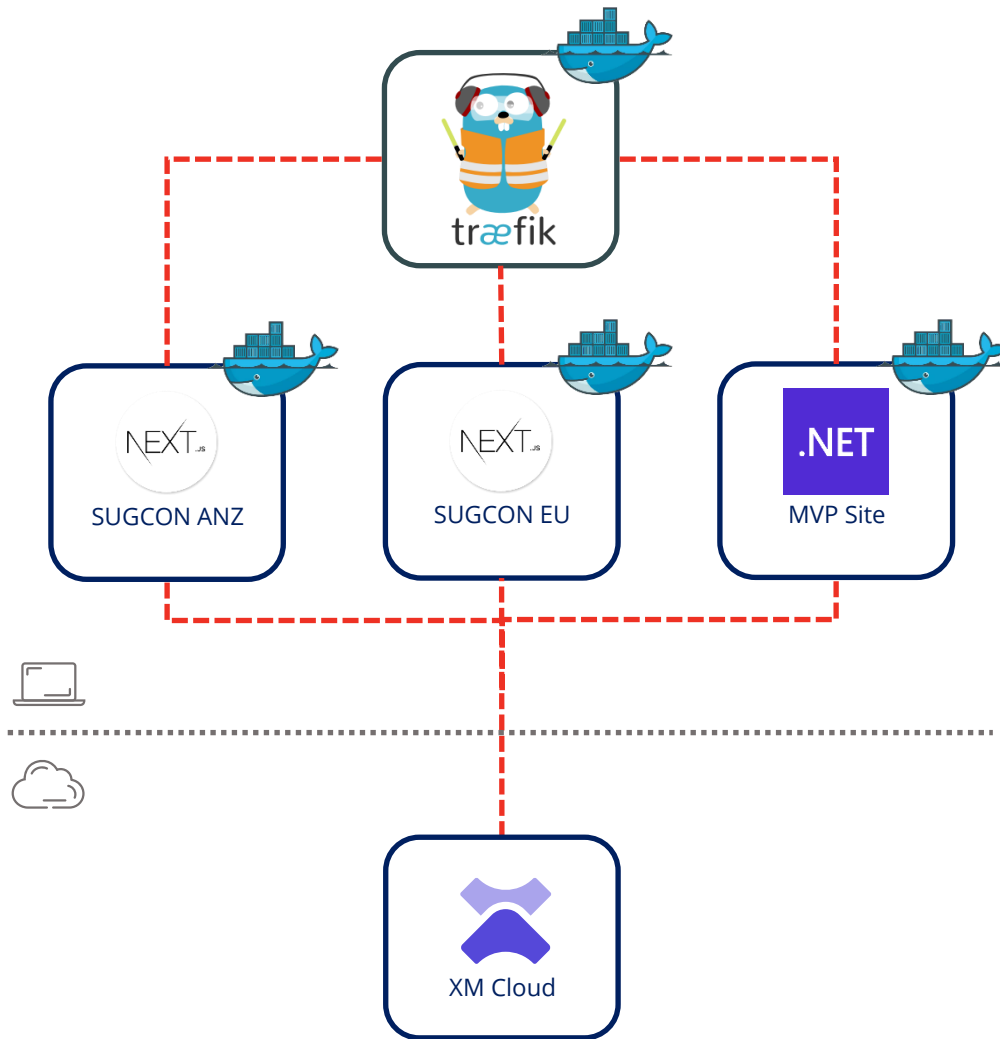 træfik
NEXT.JS
SUGCON ANZ
NEXT.JS
SUGCON EU
.NET
MVP Site
XM Cloud